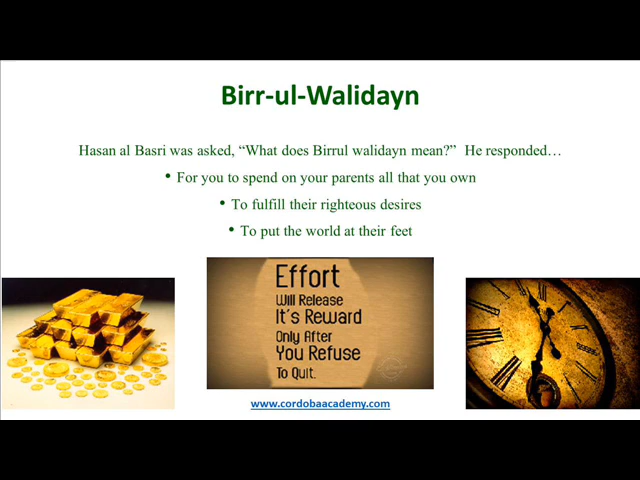 Birr-ul-Walidayn
Hasan al Basri was asked, “What does Birrul walidayn mean?”  He responded…
• For you to spend on your parents all that you own
• To fulfill their righteous desires
• To put the world at their feet
Effort
Will Release
It's Reward
Only After
You Refuse
To Quit.
www.cordobaacademy.com